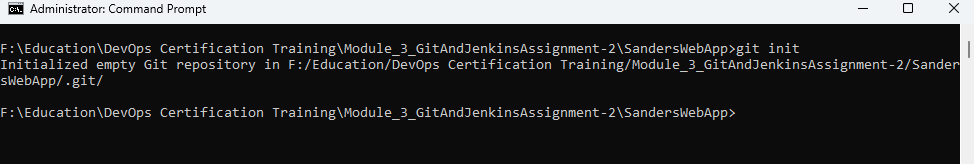 Administrator: Command Prompt
F:\Education\DevOps Certification Training\Module_3_GitAndJenkinsAssignment-2\SandersWebApp>git init
Initialized empty Git repository in F:/Education/DevOps Certification Training/Module_3_GitAndJenkinsAssignment-2/Sander
sWebApp/.git/
F:\Education\DevOps Certification Training\Module_3_GitAndJenkinsAssignment-2\SandersWebApp>